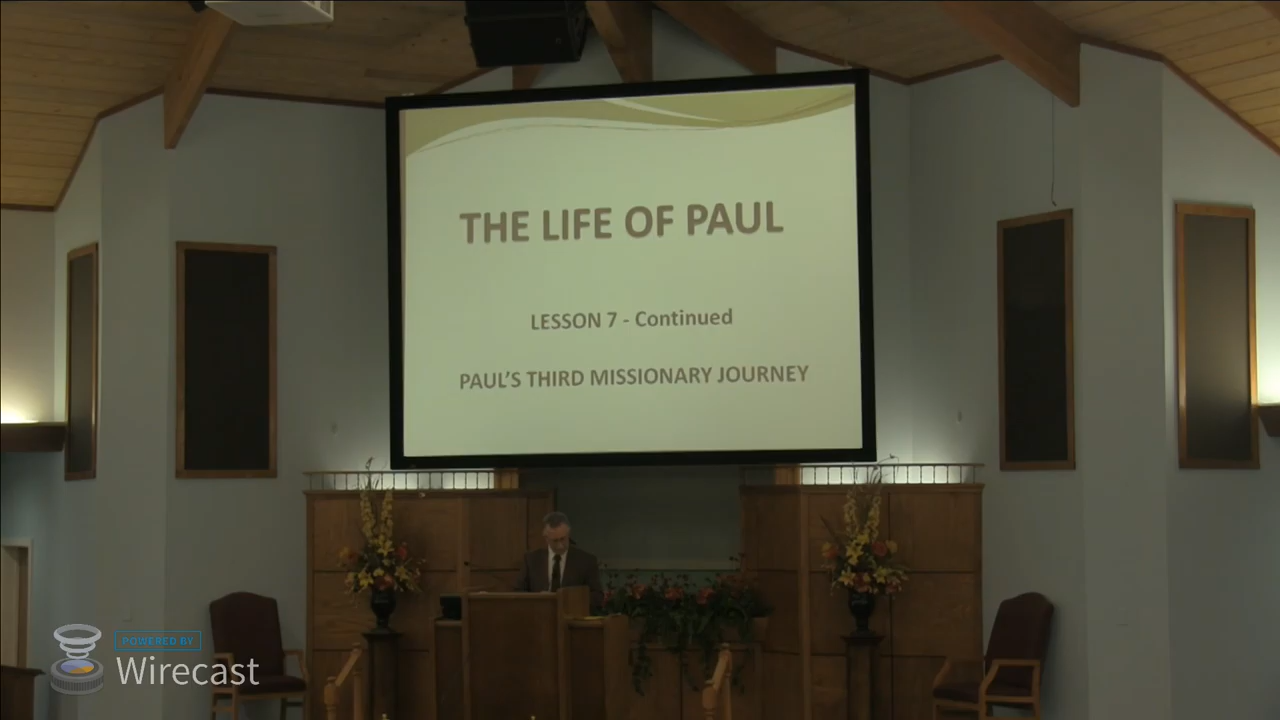 THE LIFE OF PAUL
LESSON 7 - Continued
PAUL'S THIRD MISSIONARY JOURNEY
POWERED BY
Wirecast